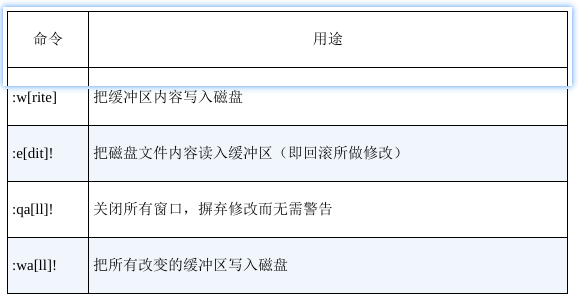 命令 用途
:w[rite] 把缓冲区内容写入磁盘
:e[dit]! 把磁盘文件内容读入缓冲区（即回滚所做修改）
:qa[ll]! 关闭所有窗口，摒弃修改而无需警告
:wa[ll]! 把所有改变的缓冲区写入磁盘